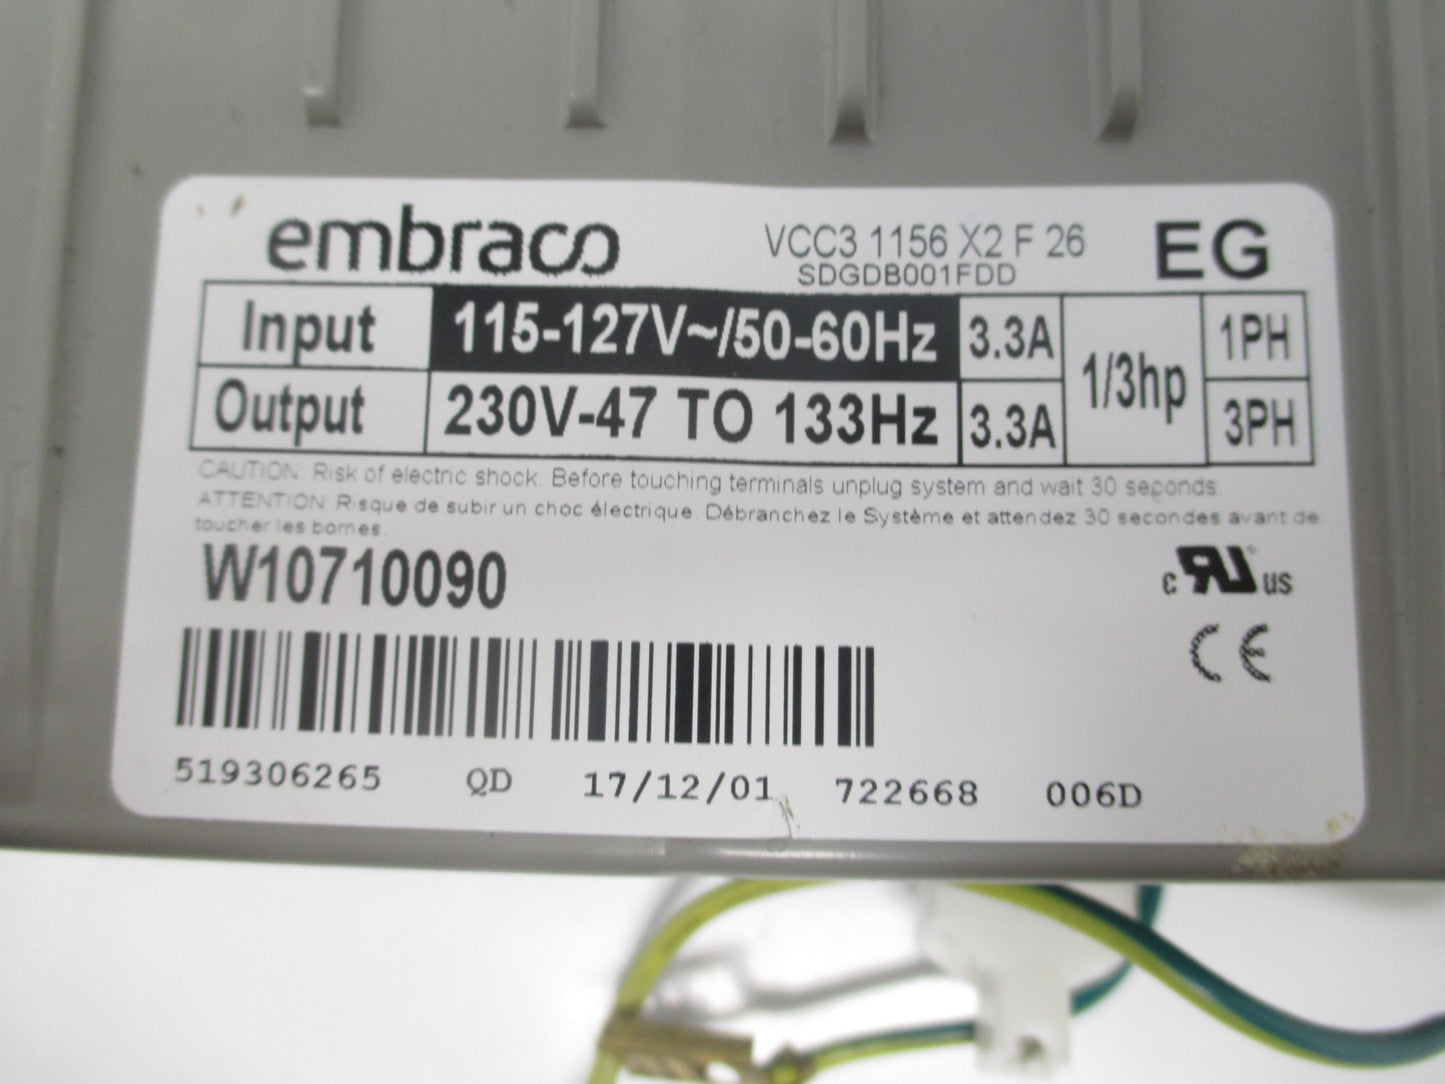 embraco VCC3 1156 X2 F 26 EG
SDGDB001FDD
Input 115-127V~/50-60Hz 3.3A 1/3hp 1PH
Output 230V-47 TO 133Hz 3.3A 3PH
CAUTION: Risk of electric shock. Before touching terminals unplug system and wait 30 seconds.
ATTENTION: Risque de subir un choc électrique. Débranchez le Système et attendez 30 secondes avant de
toucher les bornes.
W10710090
c RU us
CE
519306265 QD 17/12/01 722668 006D